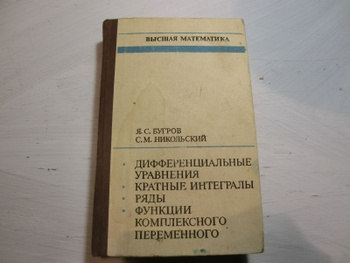 ВЫСШАЯ МАТЕМАТИКА
Я. С. БУГРОВ
С. М. НИКОЛЬСКИЙ
• ДИФФЕРЕНЦИАЛЬНЫЕ
УРАВНЕНИЯ
• КРАТНЫЕ ИНТЕГРАЛЫ
• РЯДЫ
• ФУНКЦИИ
КОМПЛЕКСНОГО
ПЕРЕМЕННОГО